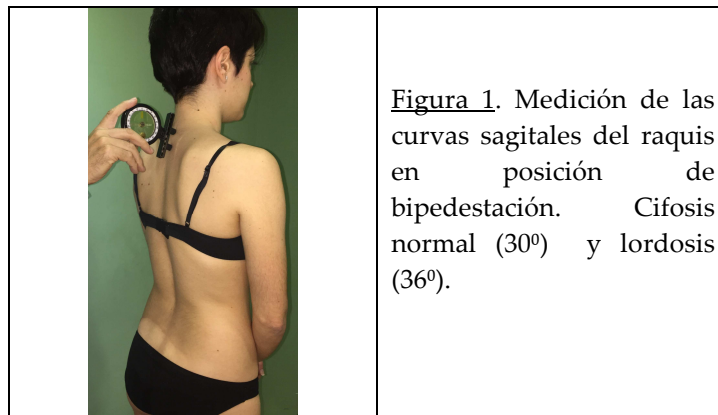 Figura 1. Medición de las
curvas sagitales del raquis
en posición de
bipedestación. Cifosis
normal (30⁰) y lordosis
(36⁰).